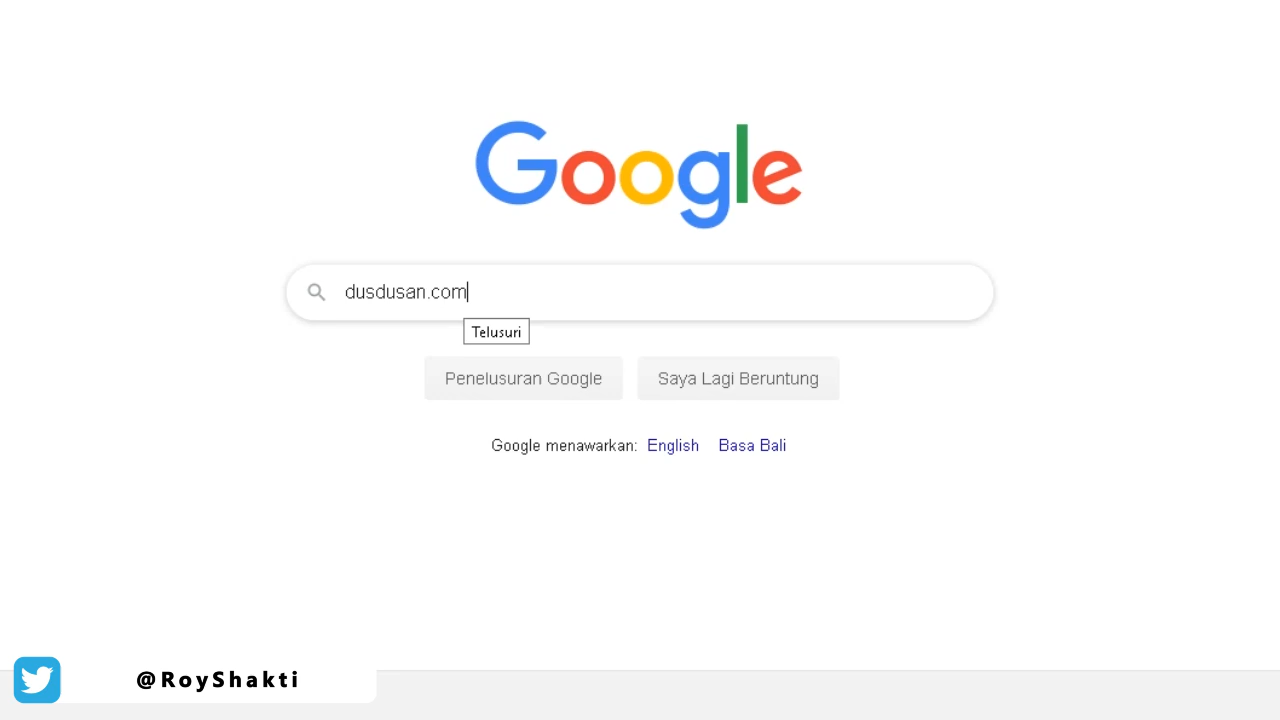 Google
dusdusan.com
Telusuri
Penelusuran Google Saya Lagi Beruntung
Google menawarkan: English Basa Bali
@RoyShakti